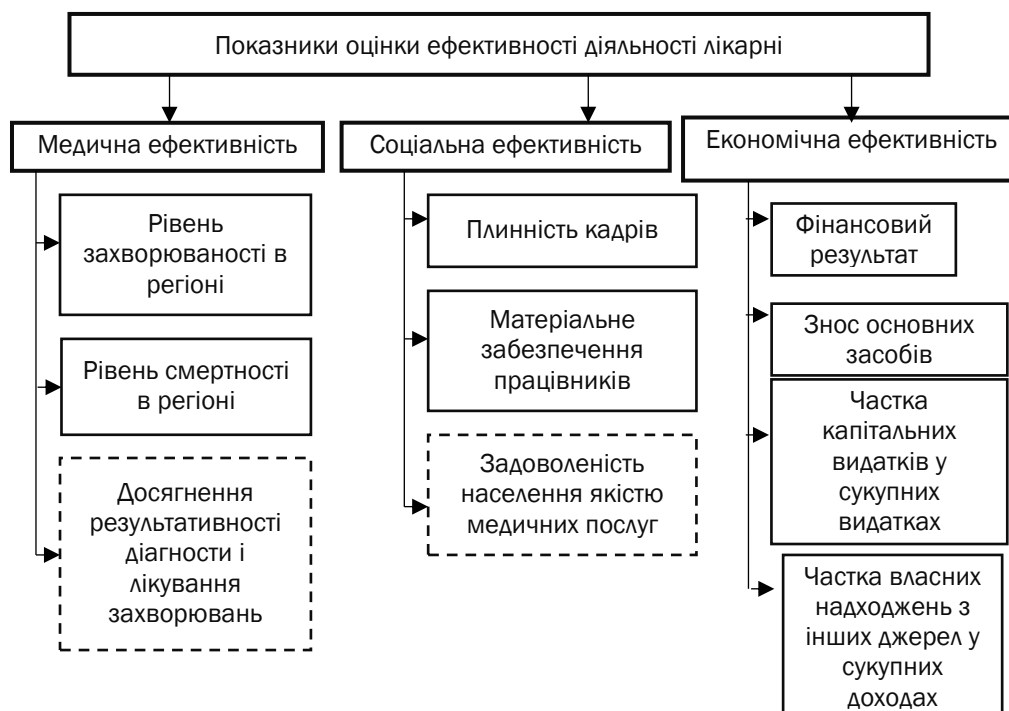 Показники оцінки ефективності діяльності лікарні
Медична ефективність
Рівень
захворюваності в
регіоні
Рівень смертності
в регіоні
Досягнення
результативності
діагности і
лікування
захворювань
Соціальна ефективність
Плинність кадрів
Матеріальне
забезпечення
працівників
Задоволеність
населення якістю
медичних послуг
Економічна ефективність
Фінансовий
результат
Знос основних
засобів
Частка
капітальних
видатків у
сукупних
видатках
Частка власних
надходжень з
інших джерел у
сукупних
доходах